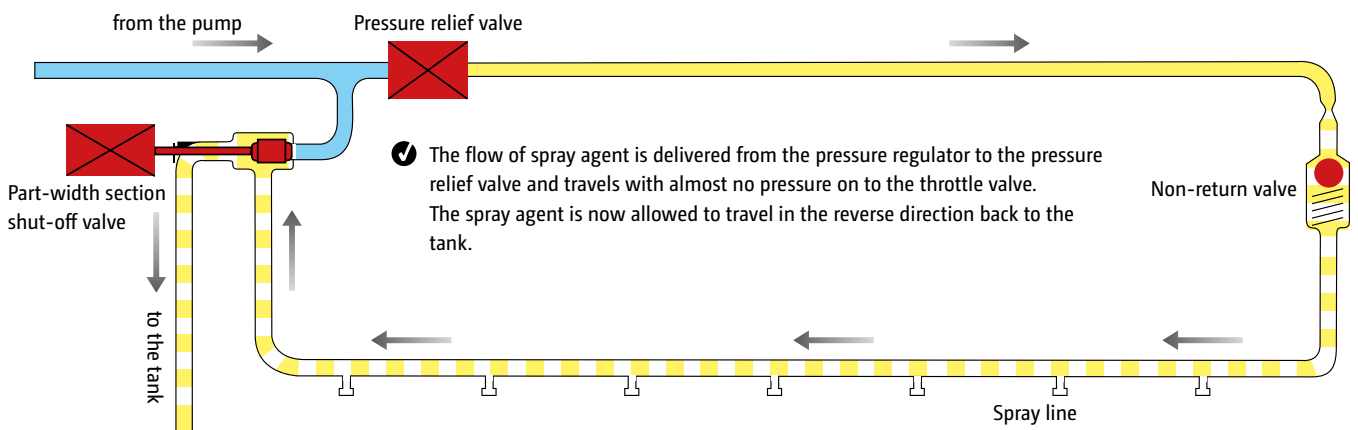 from the pump
Pressure relief valve
The flow of spray agent is delivered from the pressure regulator to the pressure
relief valve and travels with almost no pressure on to the throttle valve.
The spray agent is now allowed to travel in the reverse direction back to the
tank.
Non-return valve
Part-width section
shut-off valve
to the tank
Spray line